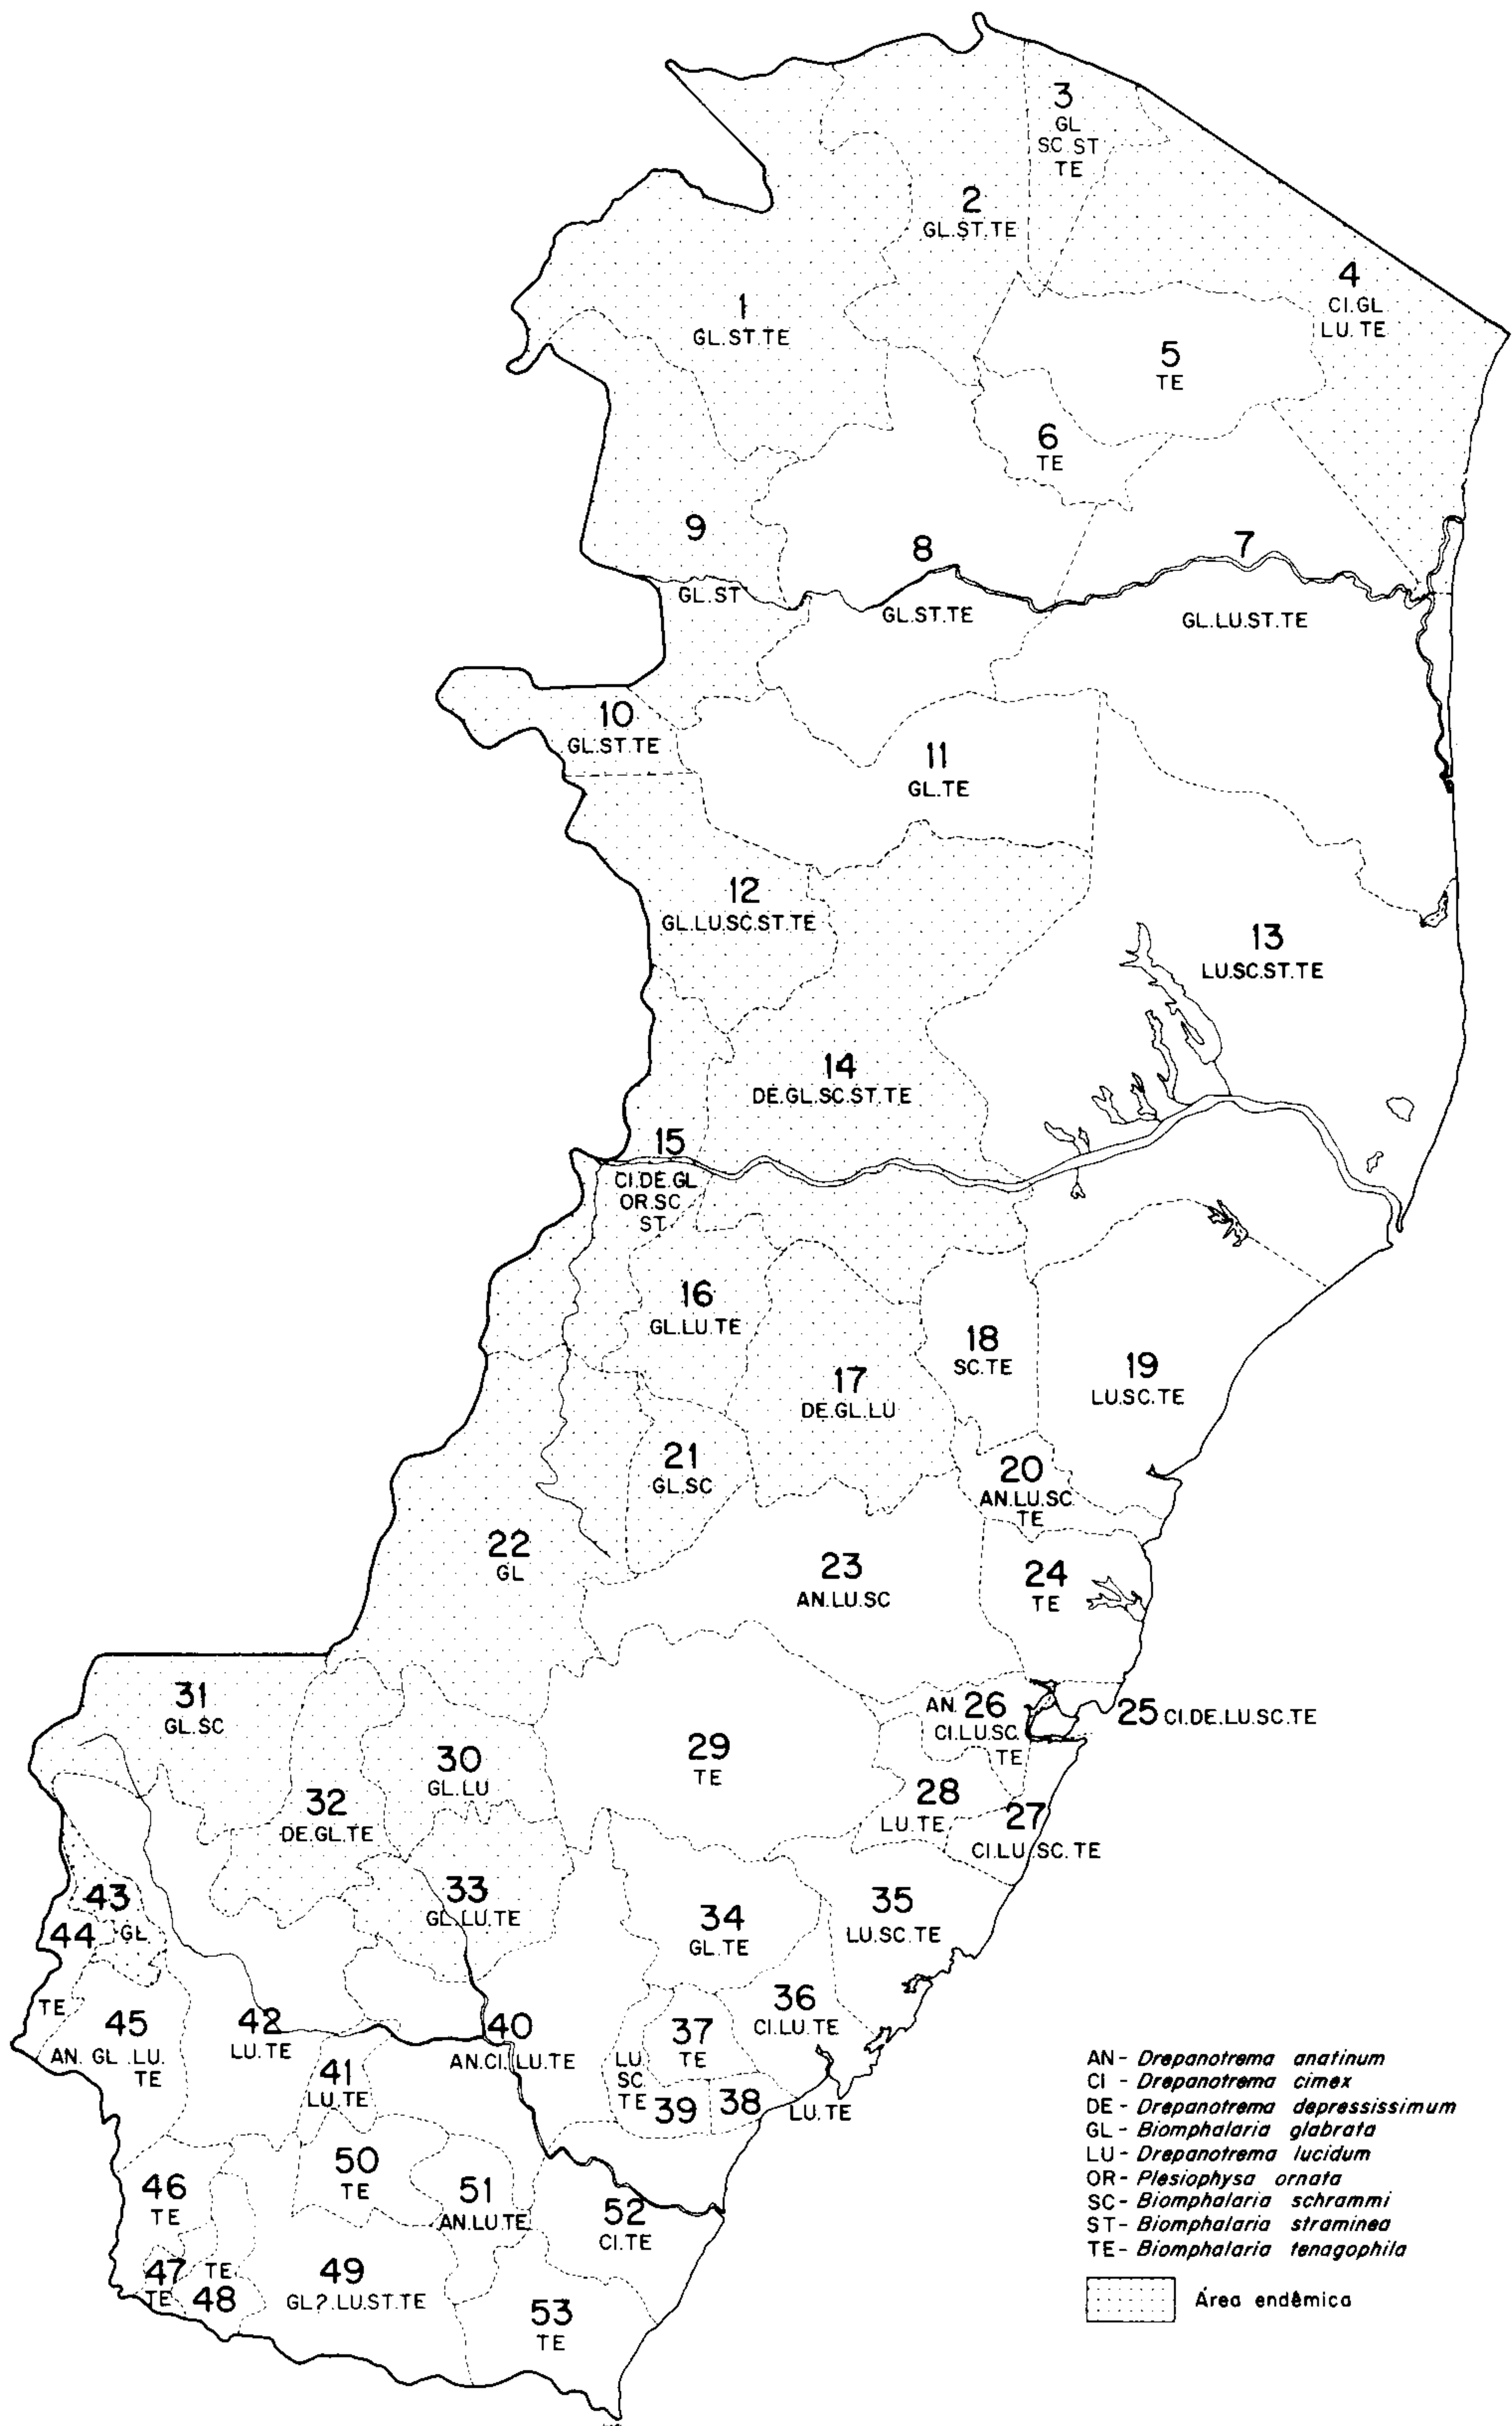 3
GL
SC.ST
TE
2
GL.ST.TE
4
CI.GL
LU.TE
1
GL.ST.TE
5
TE
6
TE
9
GL.ST
8
GL.ST.TE
7
GL.LU.ST.TE
10
GL.ST.TE
11
GL.TE
12
GL.LU.SC.ST.TE
13
LU.SC.ST.TE
14
DE.GL.SC.ST.TE
15
CI.DE.GL
OR.SC
ST
16
GL.LU.TE
17
DE.GL.LU
18
SC.TE
19
LU.SC.TE
20
AN.LU.SC.
TE
21
GL.SC
22
GL
23
AN.LU.SC
24
TE
25 CI.DE.LU.SC.TE
AN. 26
CI.LU.SC.
TE
27
CI.LU.SC.TE
28
LU.TE
29
TE
30
GL.LU
31
GL.SC
32
DE.GL.TE
33
GL.LU.TE
34
GL.TE
35
LU.SC.TE
36
CI.LU.TE
37
TE
38
LU.TE
LU.
SC.
TE 39
40
AN.CI.LU.TE
41
LU.TE
42
LU.TE
43
GL.
44
TE
45
AN. GL .LU.
TE
46
TE
47
TE
TE
48
49
GL?.LU.ST.TE
50
TE
51
AN.LU.TE
52
CI.TE
53
TE
AN - Drepanotrema anatinum
CI - Drepanotrema cimex
DE - Drepanotrema depressissimum
GL - Biomphalaria glabrata
LU - Drepanotrema lucidum
OR - Plesiophysa ornata
SC - Biomphalaria schrammi
ST - Biomphalaria straminea
TE - Biomphalaria tenagophila
Área endêmica